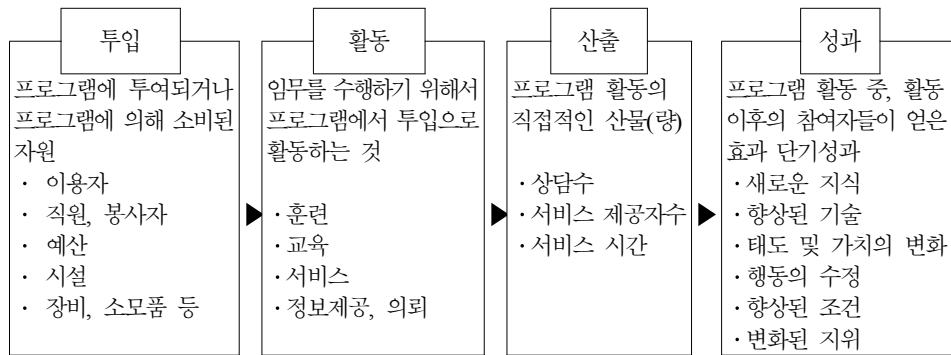 투입
프로그램에 투여되거나
프로그램에 의해 소비된
자원
· 이용자
· 직원, 봉사자
· 예산
· 시설
· 장비, 소모품 등
활동
임무를 수행하기 위해서
프로그램에서 투입으로
활동하는 것
·훈련
·교육
·서비스
·정보제공, 의뢰
산출
프로그램 활동의
직접적인 산물(량)
·상담수
·서비스 제공자수
·서비스 시간
성과
프로그램 활동 중, 활동
이후의 참여자들이 얻은
효과 단기성과
·새로운 지식
·향상된 기술
·태도 및 가치의 변화
·행동의 수정
·향상된 조건
·변화된 지위